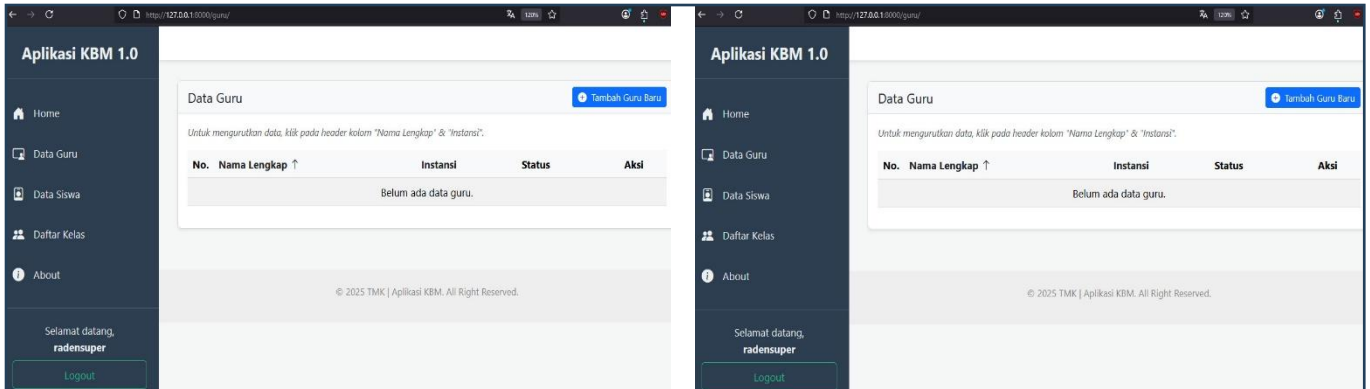 http://127.0.0.1:8000/guru/
120%
Aplikasi KBM 1.0
Home
Data Guru
Data Siswa
Daftar Kelas
About
Selamat datang,
radensuper
Logout
Data Guru
Tambah Guru Baru
Untuk mengurutkan data, klik pada header kolom "Nama Lengkap" & "Instansi".
No. Nama Lengkap ↑ Instansi Status Aksi
Belum ada data guru.
© 2025 TMK | Aplikasi KBM. All Right Reserved.
http://127.0.0.1:8000/guru/
120%
Aplikasi KBM 1.0
Home
Data Guru
Data Siswa
Daftar Kelas
About
Selamat datang,
radensuper
Logout
Data Guru
Tambah Guru Baru
Untuk mengurutkan data, klik pada header kolom "Nama Lengkap" & "Instansi".
No. Nama Lengkap ↑ Instansi Status Aksi
Belum ada data guru.
© 2025 TMK | Aplikasi KBM. All Right Reserved.